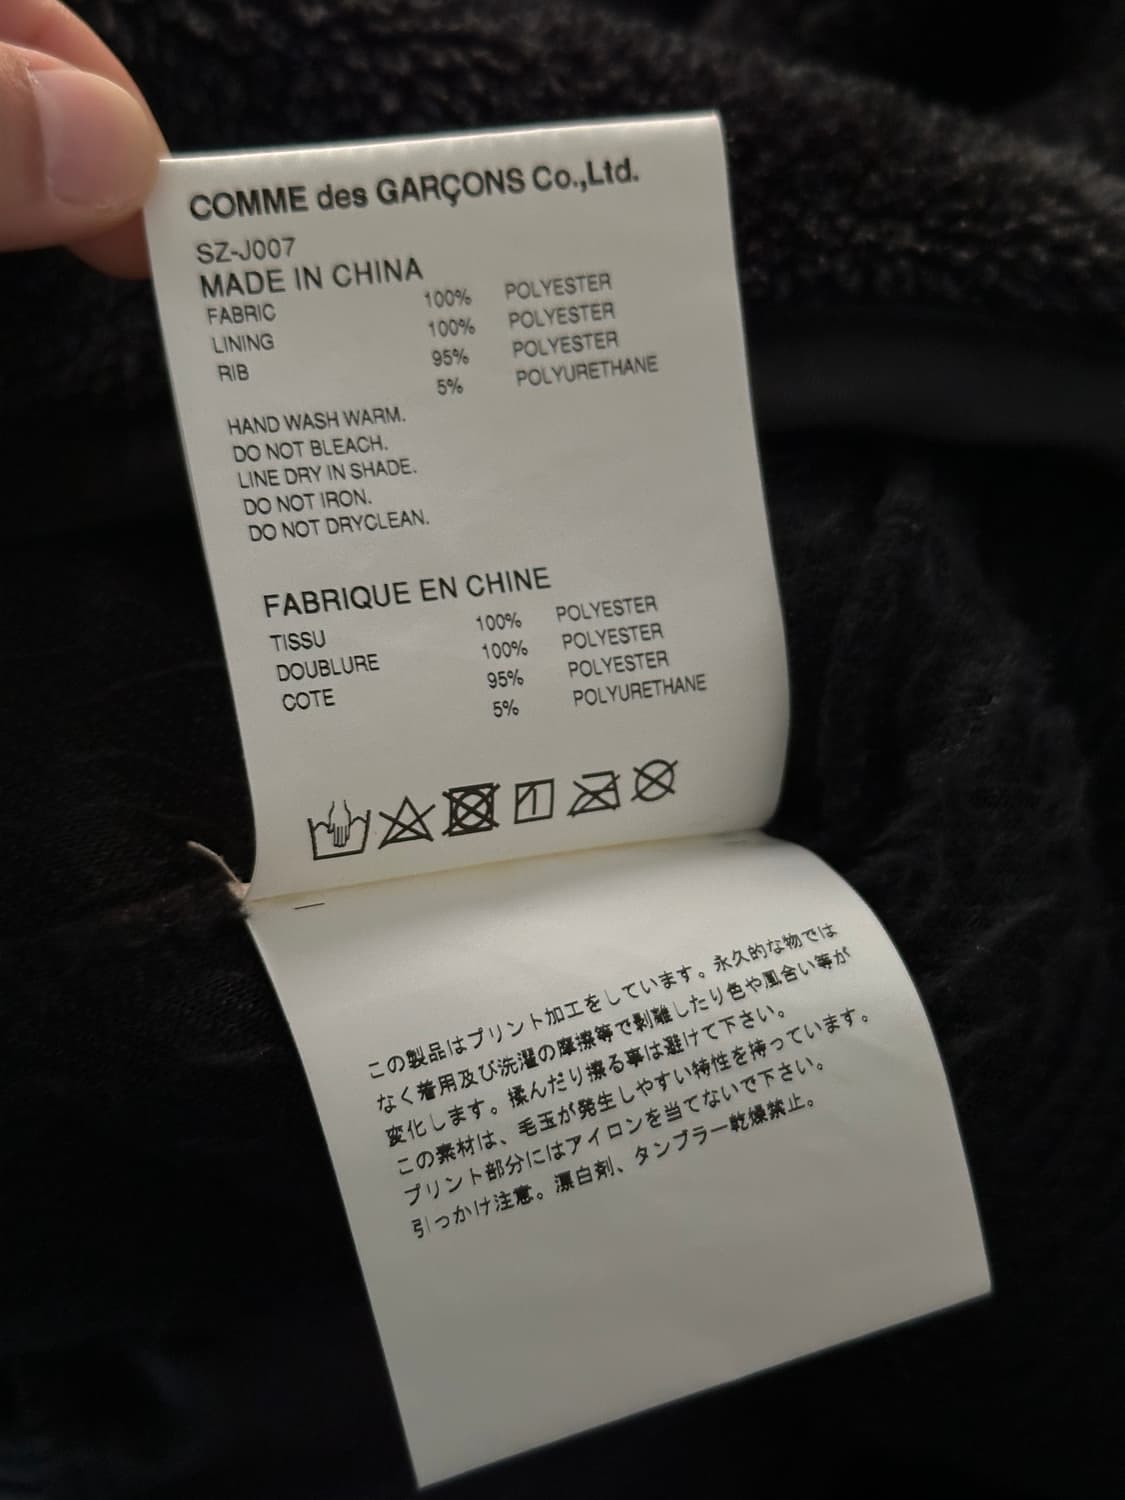 COMME des GARÇONS Co.,Ltd.
SZ-J007
MADE IN CHINA
FABRIC 100% POLYESTER
LINING 100% POLYESTER
RIB 95% POLYESTER
5% POLYURETHANE
HAND WASH WARM.
DO NOT BLEACH.
LINE DRY IN SHADE.
DO NOT IRON.
DO NOT DRYCLEAN.
FABRIQUE EN CHINE
TISSU 100% POLYESTER
DOUBLURE 100% POLYESTER
COTE 95% POLYESTER
5% POLYURETHANE
この製品はプリント加工をしています。永久的な物では
なく着用及び洗濯の摩擦等で剥離したり色や風合い等が
変化します。揉んだり擦る事は避けて下さい。
この素材は、毛玉が発生しやすい特性を持っています。
プリント部分にはアイロンを当てないで下さい。
引っかけ注意。漂白剤、タンブラー乾燥禁止。